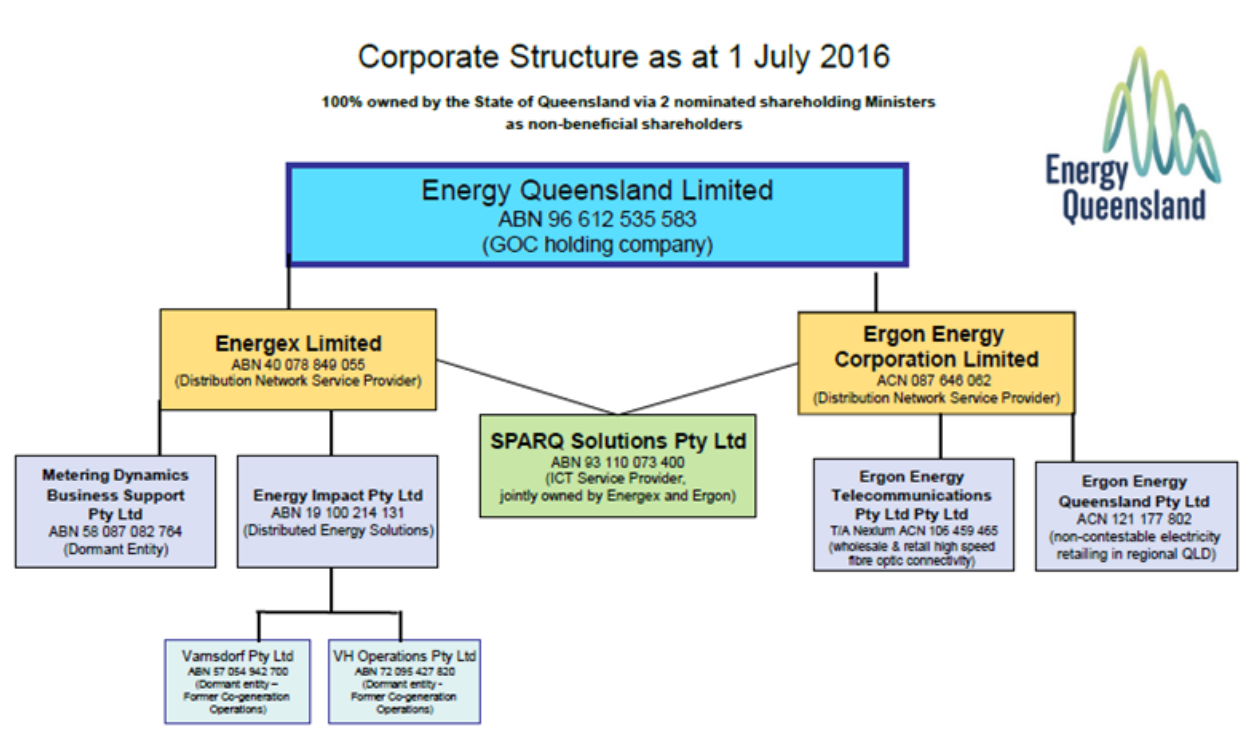 Corporate Structure as at 1 July 2016
100% owned by the State of Queensland via 2 nominated shareholding Ministers
as non-beneficial shareholders
Energy
Queensland
Energy Queensland Limited
ABN 96 612 535 583
(GOC holding company)
Energex Limited
ABN 40 078 849 055
(Distribution Network Service Provider)
Ergon Energy
Corporation Limited
ACN 087 646 062
(Distribution Network Service Provider)
SPARQ Solutions Pty Ltd
ABN 93 110 073 400
(ICT Service Provider,
jointly owned by Energex and Ergon)
Metering Dynamics
Business Support
Pty Ltd
ABN 58 087 082 764
(Dormant Entity)
Energy Impact Pty Ltd
ABN 19 100 214 131
(Distributed Energy Solutions)
Ergon Energy
Telecommunications
Pty Ltd Pty Ltd
T/A Nexium ACN 106 459 465
(wholesale & retail high speed
fibre optic connectivity)
Ergon Energy
Queensland Pty Ltd
ACN 121 177 802
(non-contestable electricity
retailing in regional QLD)
Varnsdorf Pty Ltd
ABN 57 054 942 700
(Dormant entity –
Former Co-generation
Operations)
VH Operations Pty Ltd
ABN 72 095 427 820
(Dormant entity -
Former Co-generation
Operations)